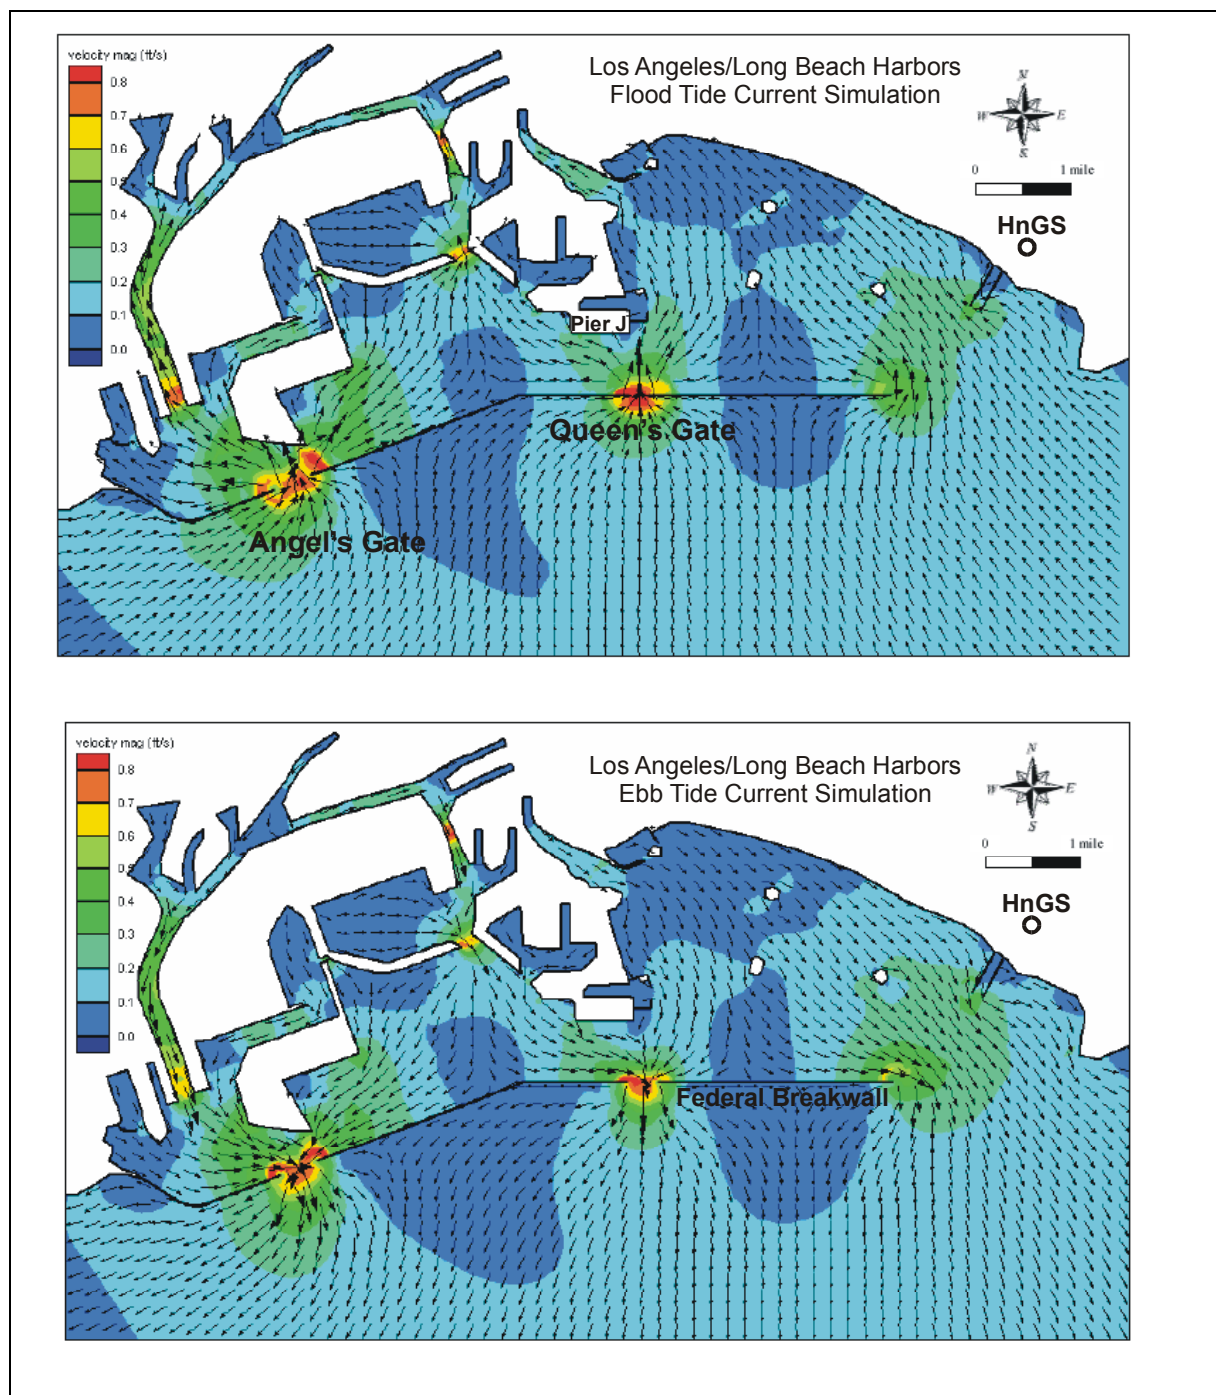 velocity mag (ft/s)
0.8
0.7
0.6
0.5
0.4
0.3
0.2
0.1
0.0
Los Angeles/Long Beach Harbors
Flood Tide Current Simulation
N
W E
S
0 1 mile
HnGS
Pier J
Queen's Gate
Angel's Gate
velocity mag (ft/s)
0.8
0.7
0.6
0.5
0.4
0.3
0.2
0.1
0.0
Los Angeles/Long Beach Harbors
Ebb Tide Current Simulation
N
W E
S
0 1 mile
HnGS
Federal Breakwall